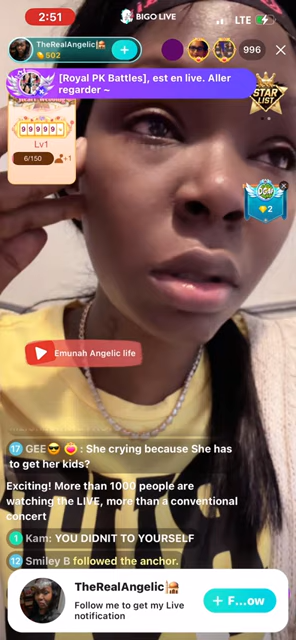 2:51
BIGO LIVE
LTE
TheRealAngelic
502
996
[Royal PK Battles], est en live. Aller
regarder ~
STAR
LIST
99999
Lv1
6/150
+1
2
Emunah Angelic life
17 GEE😎 : She crying because She has
to get her kids?
Exciting! More than 1000 people are
watching the LIVE, more than a conventional
concert
1 Kam: YOU DIDNIT TO YOURSELF
12 Smiley B followed the anchor.
TheRealAngelic
Follow me to get my Live
notification
+ F...ow